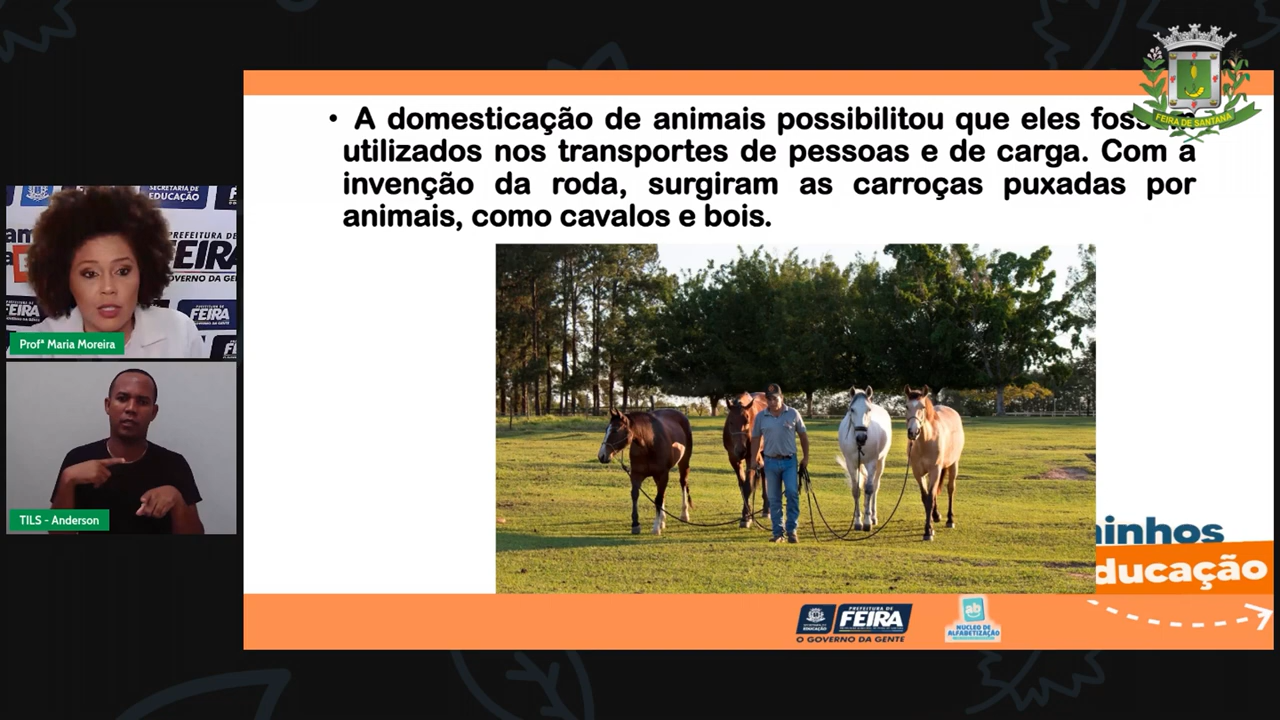 FEIRA DE SANTANA
• A domesticação de animais possibilitou que eles
utilizados nos transportes de pessoas e de carga. Com a
invenção da roda, surgiram as carroças puxadas por
animais, como cavalos e bois.
SECRETARIA DE
EDUCAÇÃO
PREFEITURA DE
EIRA
GOVERNO DA GENTE
FEIRA
FEIRA
Profª Maria Moreira
TILS - Anderson
inhos
ducação
PREFEITURA DE
EDUCAÇÃO FEIRA
O GOVERNO DA GENTE
ab
NÚCLEO DE
ALFABETIZAÇÃO